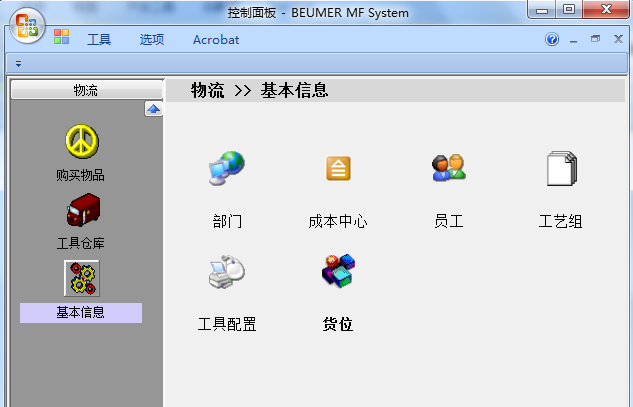 控制面板 - BEUMER MF System
工具 选项 Acrobat
物流
物流 >> 基本信息
购买物品
工具仓库
基本信息
部门 成本中心 员工 工艺组
工具配置 货位